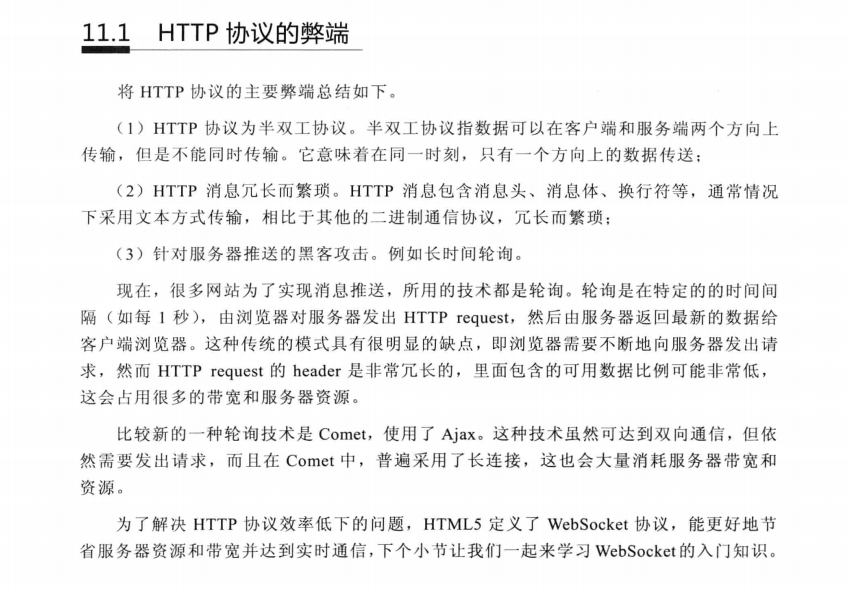 11.1 HTTP 协议的弊端
将 HTTP 协议的主要弊端总结如下。
（1）HTTP 协议为半双工协议。半双工协议指数据可以在客户端和服务端两个方向上
传输，但是不能同时传输。它意味着在同一时刻，只有一个方向上的数据传送；
（2）HTTP 消息冗长而繁琐。HTTP 消息包含消息头、消息体、换行符等，通常情况
下采用文本方式传输，相比于其他的二进制通信协议，冗长而繁琐；
（3）针对服务器推送的黑客攻击。例如长时间轮询。
现在，很多网站为了实现消息推送，所用的技术都是轮询。轮询是在特定的的时间间
隔（如每 1 秒），由浏览器对服务器发出 HTTP request，然后由服务器返回最新的数据给
客户端浏览器。这种传统的模式具有很明显的缺点，即浏览器需要不断地向服务器发出请
求，然而 HTTP request 的 header 是非常冗长的，里面包含的可用数据比例可能非常低，
这会占用很多的带宽和服务器资源。
比较新的一种轮询技术是 Comet，使用了 Ajax。这种技术虽然可达到双向通信，但依
然需要发出请求，而且在 Comet 中，普遍采用了长连接，这也会大量消耗服务器带宽和
资源。
为了解决 HTTP 协议效率低下的问题，HTML5 定义了 WebSocket 协议，能更好地节
省服务器资源和带宽并达到实时通信，下个小节让我们一起来学习 WebSocket 的入门知识。